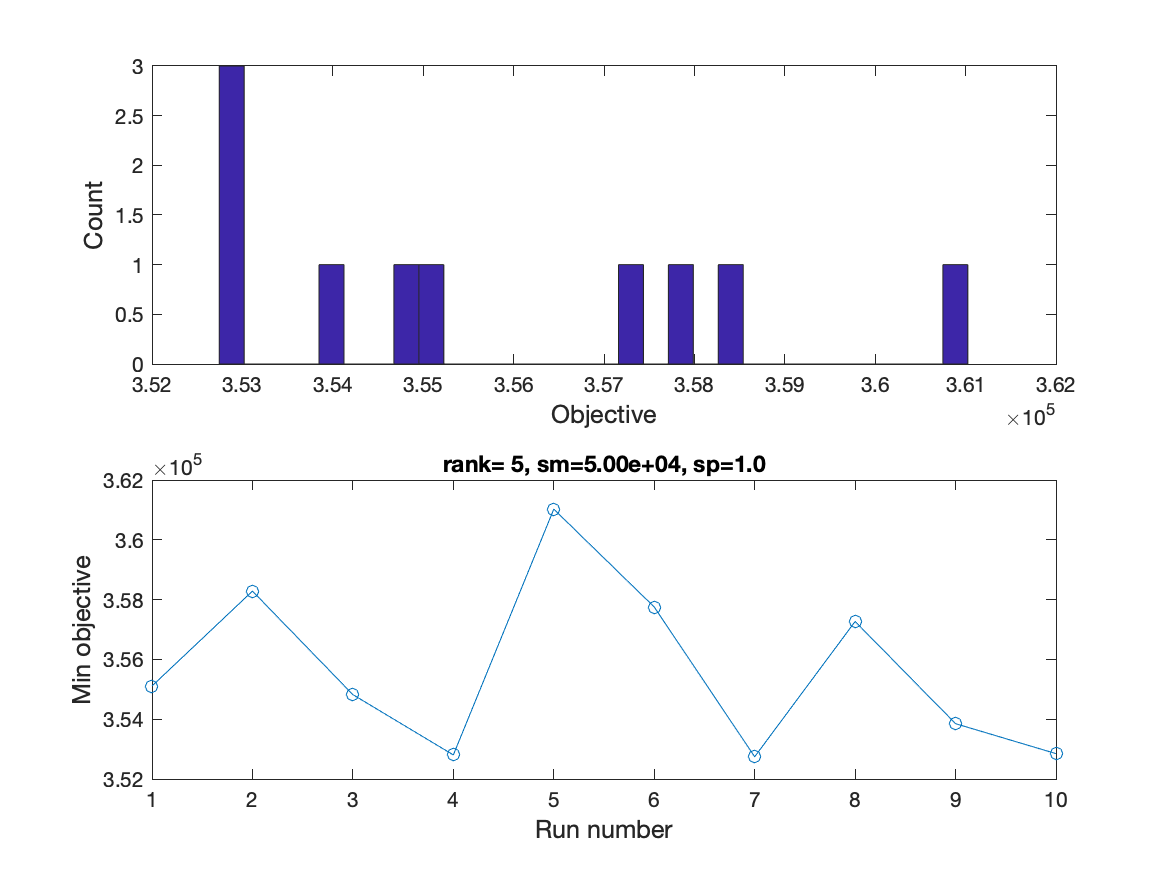 3
2.5
2
1.5
1
0.5
0
Count
3.52 3.53 3.54 3.55 3.56 3.57 3.58 3.59 3.6 3.61 3.62
Objective
×10^5
×10^5
rank= 5, sm=5.00e+04, sp=1.0
3.62
3.6
3.58
3.56
3.54
3.52
Min objective
1 2 3 4 5 6 7 8 9 10
Run number